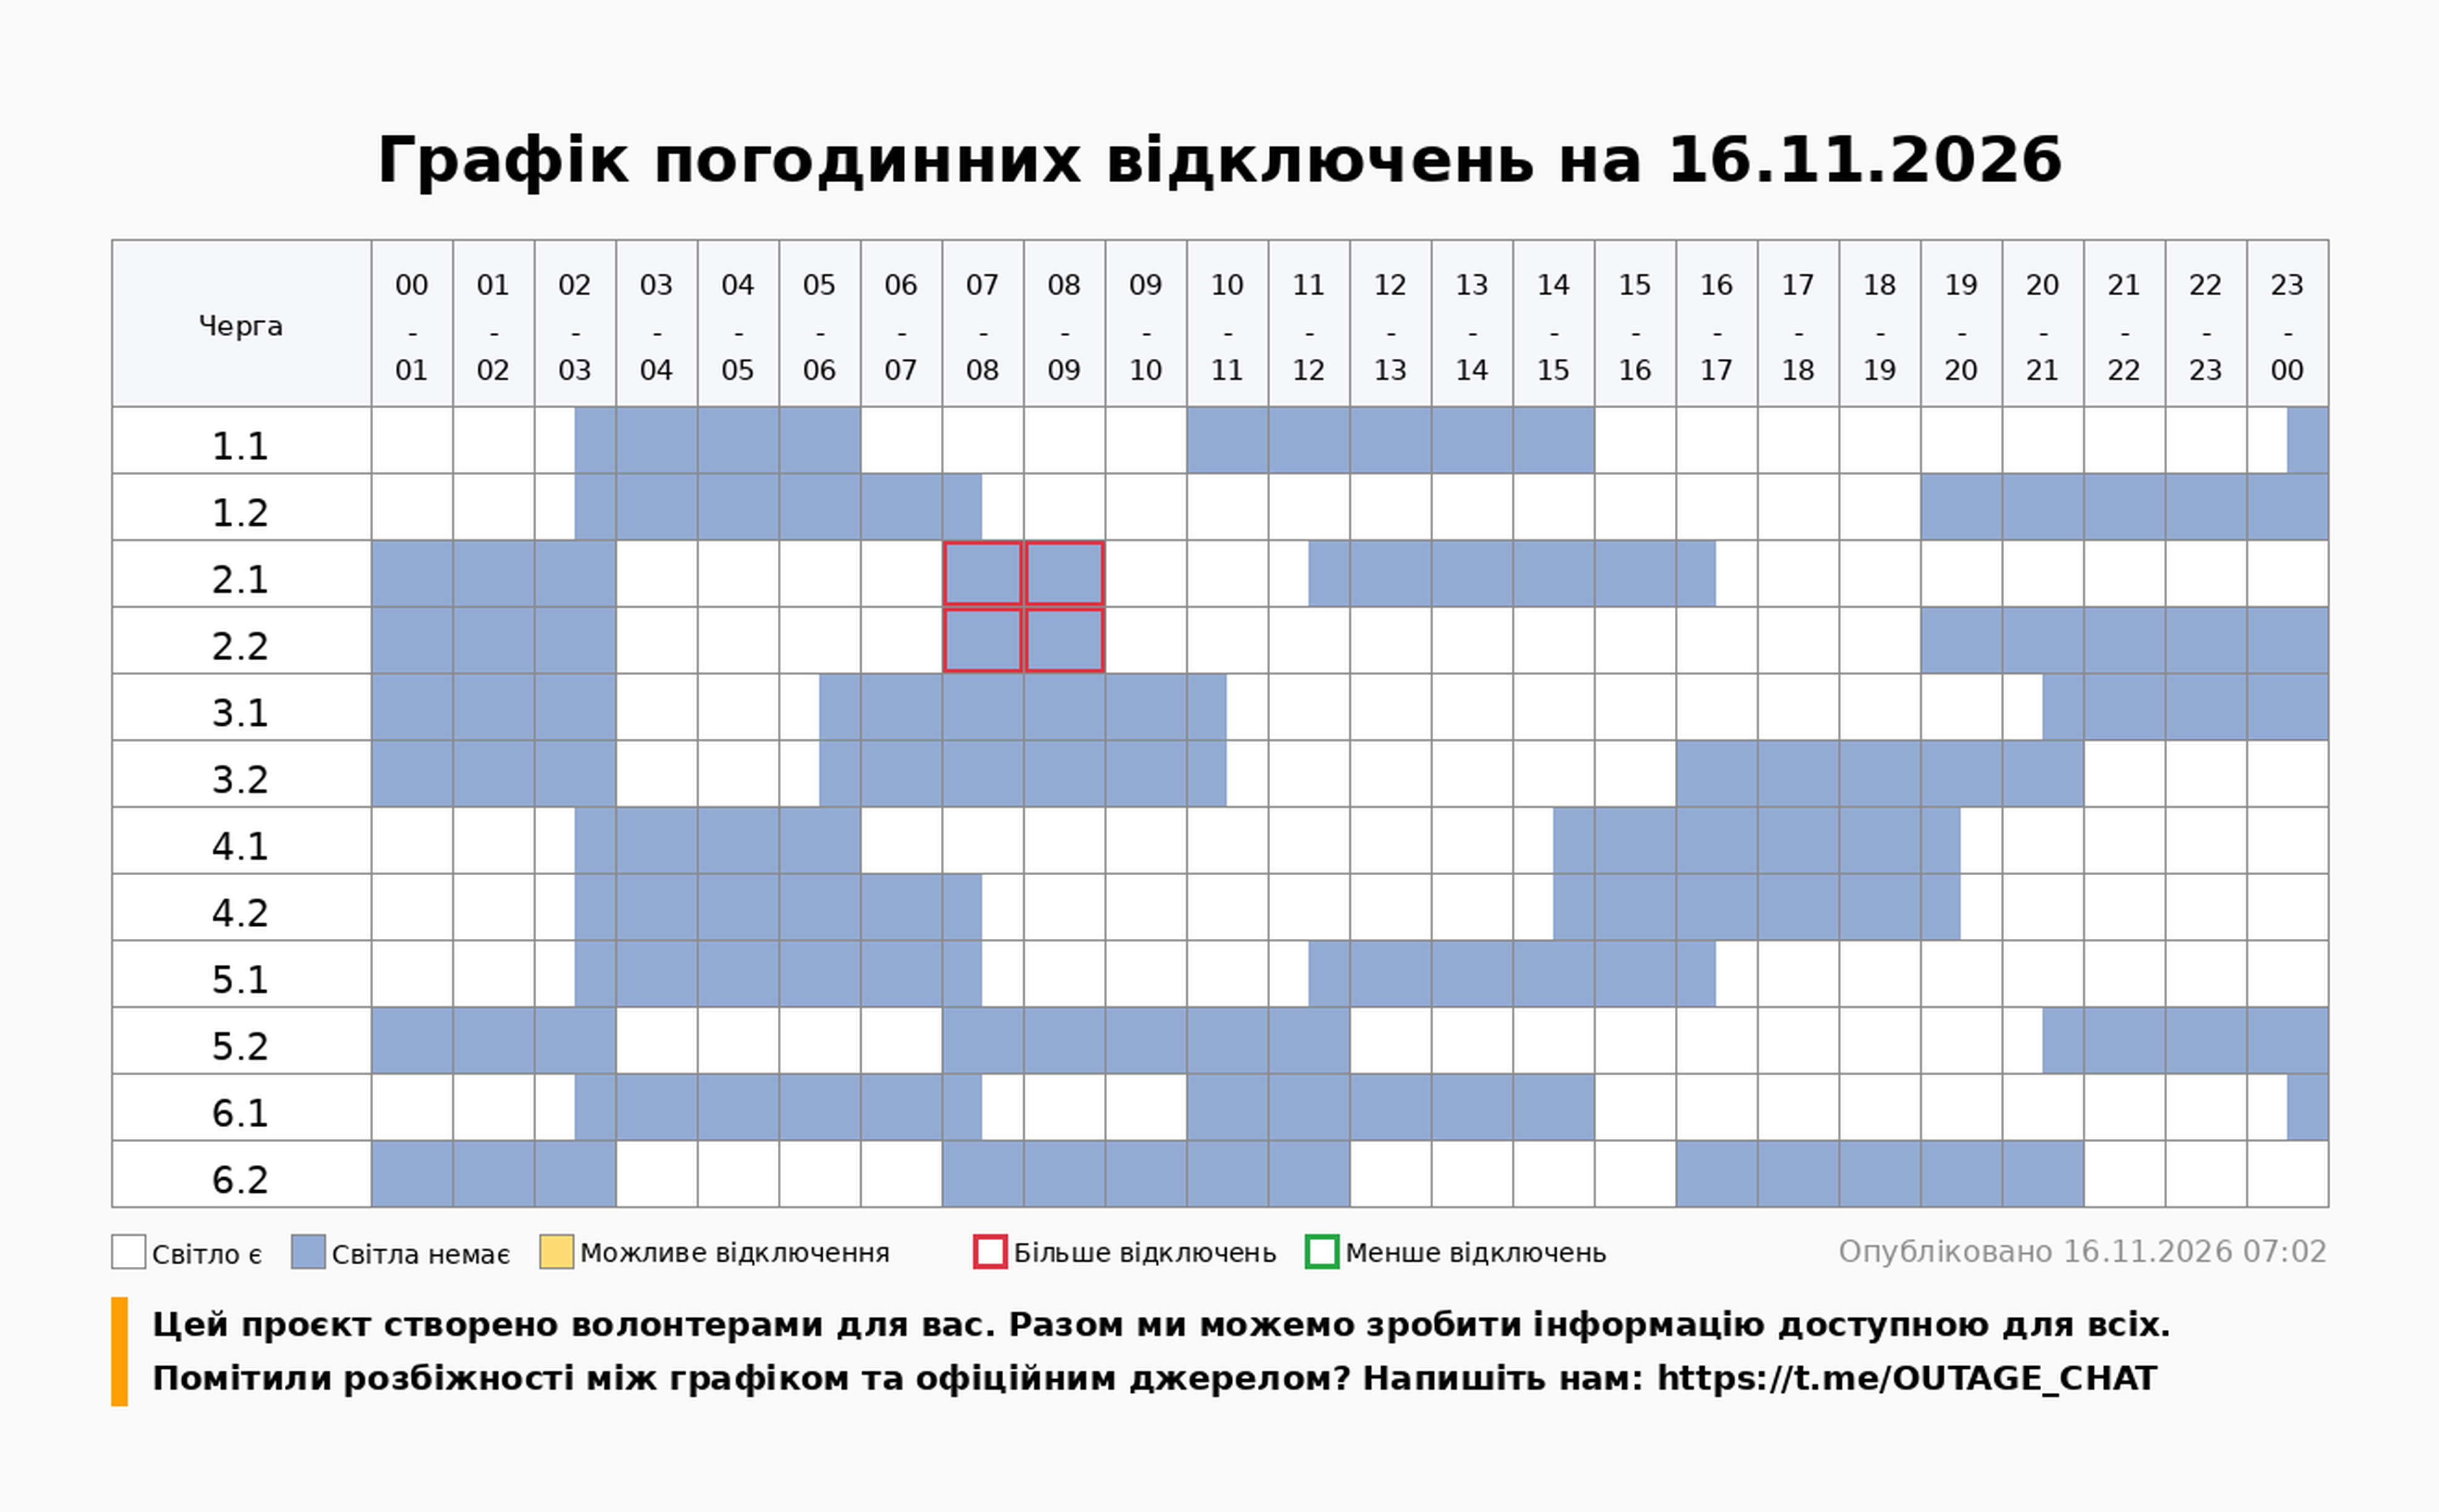 Графік погодинних відключень на 16.11.2026
Черга
00 - 01
01 - 02
02 - 03
03 - 04
04 - 05
05 - 06
06 - 07
07 - 08
08 - 09
09 - 10
10 - 11
11 - 12
12 - 13
13 - 14
14 - 15
15 - 16
16 - 17
17 - 18
18 - 19
19 - 20
20 - 21
21 - 22
22 - 23
23 - 00
1.1
1.2
2.1
2.2
3.1
3.2
4.1
4.2
5.1
5.2
6.1
6.2
Світло є
Світла немає
Можливе відключення
Більше відключень
Менше відключень
Опубліковано 16.11.2026 07:02
Цей проєкт створено волонтерами для вас. Разом ми можемо зробити інформацію доступною для всіх.
Помітили розбіжності між графіком та офіційним джерелом? Напишіть нам: https://t.me/OUTAGE_CHAT